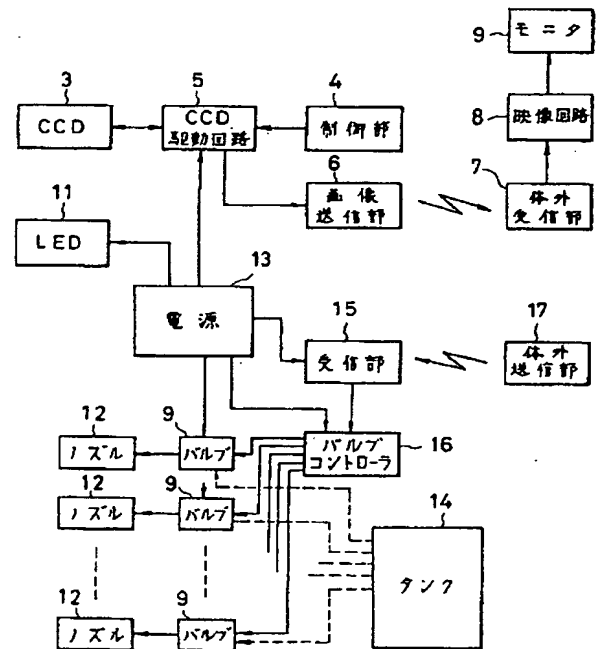 9
モニタ
3
5
4
8
CCD
CCD
駆動回路
制御部
映像回路
6
7
11
画像
送信部
体外
受信部
LED
13
15
17
電源
受信部
体外
送信部
12
9
バルブ
コントローラ
16
ノズル
バルブ
12
9
14
ノズル
バルブ
タンク
12
9
ノズル
バルブ